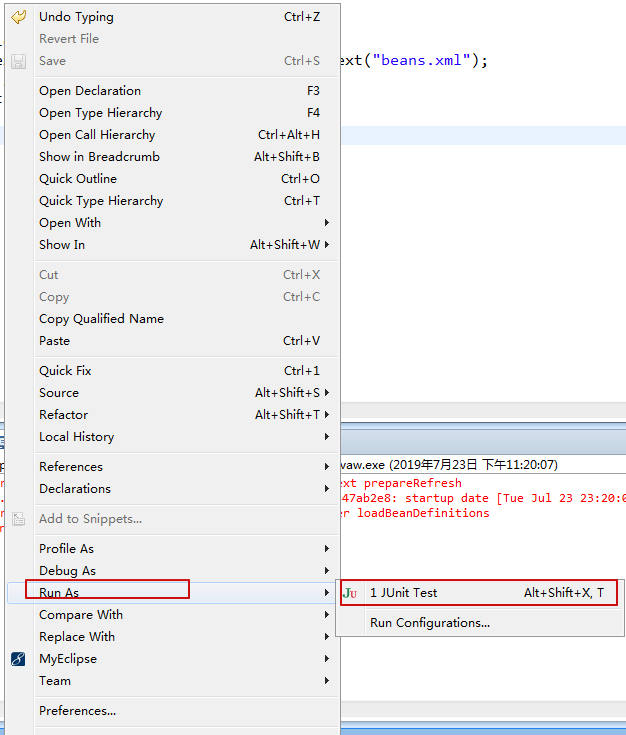 Undo Typing Ctrl+Z
Revert File
Save Ctrl+S
ext("beans.xml");
Open Declaration F3
Open Type Hierarchy F4
Open Call Hierarchy Ctrl+Alt+H
Show in Breadcrumb Alt+Shift+B
Quick Outline Ctrl+O
Quick Type Hierarchy Ctrl+T
Open With
Show In Alt+Shift+W
Cut Ctrl+X
Copy Ctrl+C
Copy Qualified Name
Paste Ctrl+V
Quick Fix Ctrl+1
Source Alt+Shift+S
Refactor Alt+Shift+T
Local History
References
Declarations
Add to Snippets...
Profile As
Debug As
Run As
Compare With
Replace With
MyEclipse
Team
Preferences...
vaw.exe (2019年7月23日 下午11:20:07)
ext prepareRefresh
47ab2e8: startup date [Tue Jul 23 23:20:0
er loadBeanDefinitions
1 JUnit Test Alt+Shift+X, T
Run Configurations...